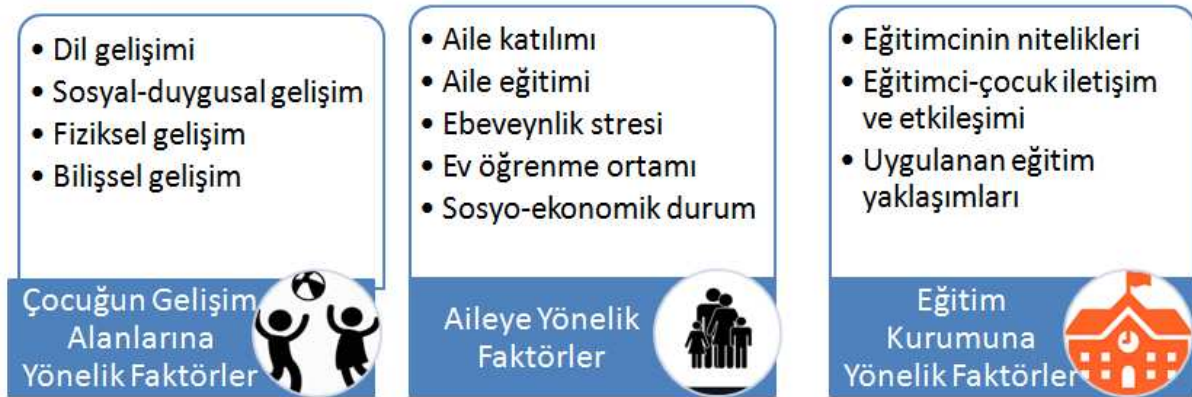 • Dil gelişimi
• Sosyal-duygusal gelişim
• Fiziksel gelişim
• Bilişsel gelişim
Çocuğun Gelişim
Alanlarına
Yönelik Faktörler
• Aile katılımı
• Aile eğitimi
• Ebeveynlik stresi
• Ev öğrenme ortamı
• Sosyo-ekonomik durum
Aileye Yönelik
Faktörler
• Eğitimcinin nitelikleri
• Eğitimci-çocuk iletişim
ve etkileşimi
• Uygulanan eğitim
yaklaşımları
Eğitim
Kurumuna
Yönelik Faktörler